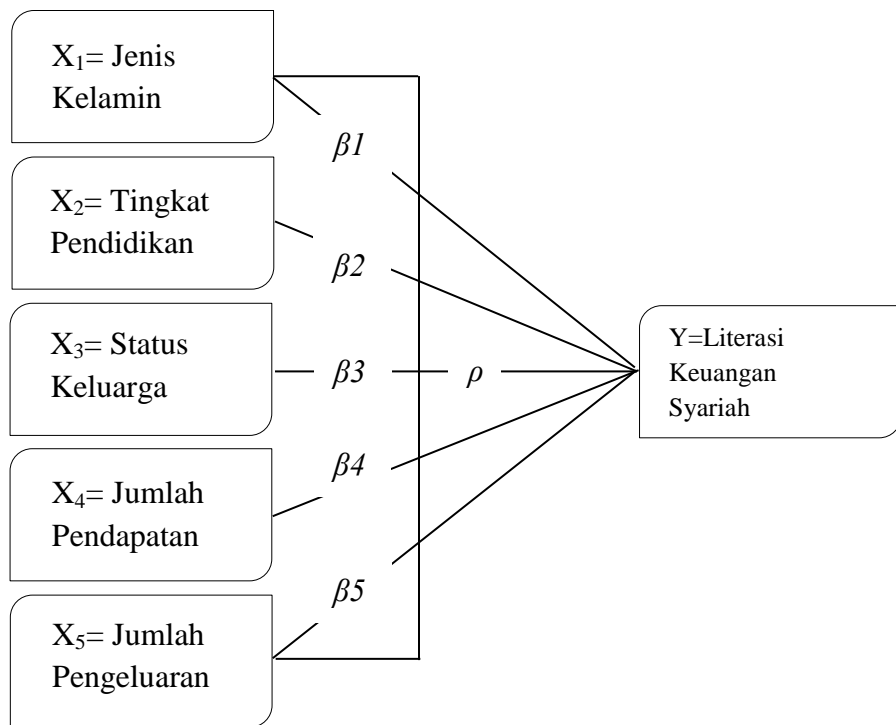 X₁= Jenis
Kelamin
β1
X₂= Tingkat
Pendidikan
β2
X₃= Status
Keluarga
β3
ρ
Y=Literasi
Keuangan
Syariah
X₄= Jumlah
Pendapatan
β4
X₅= Jumlah
Pengeluaran
β5